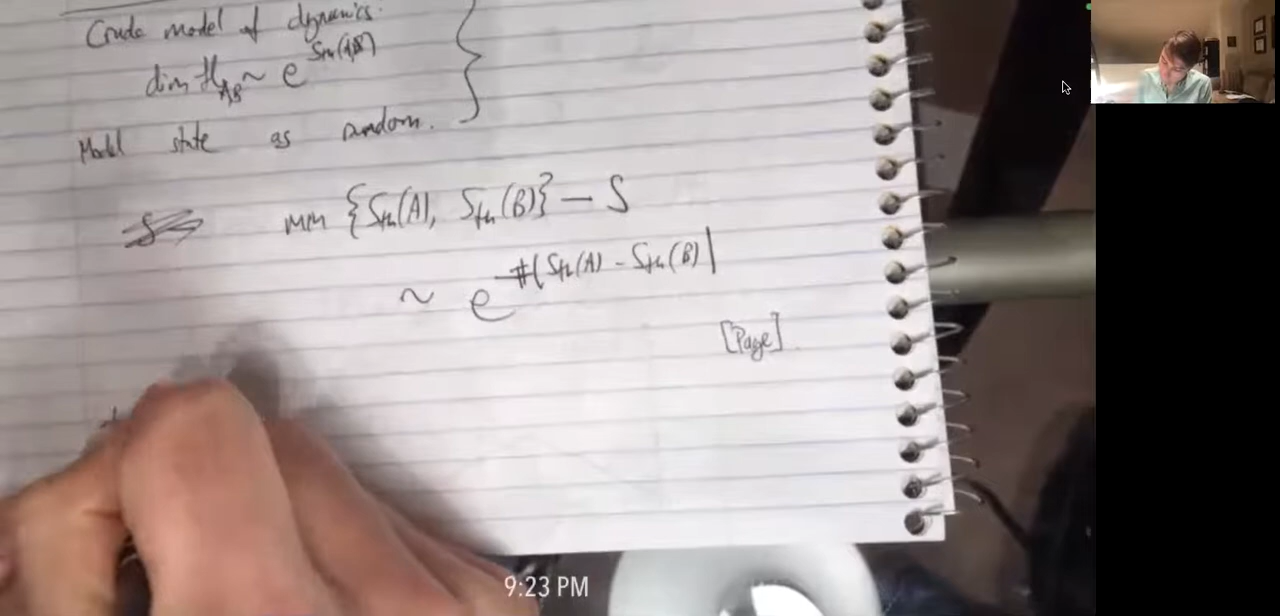 Crude model of dynamics.
dim H_AB ~ e^{S_th(AB)}
Model state as random.
min {S_th(A), S_th(B)} — S
~ e^{-#|S_th(A) - S_th(B)|}
[Page].
9:23 PM